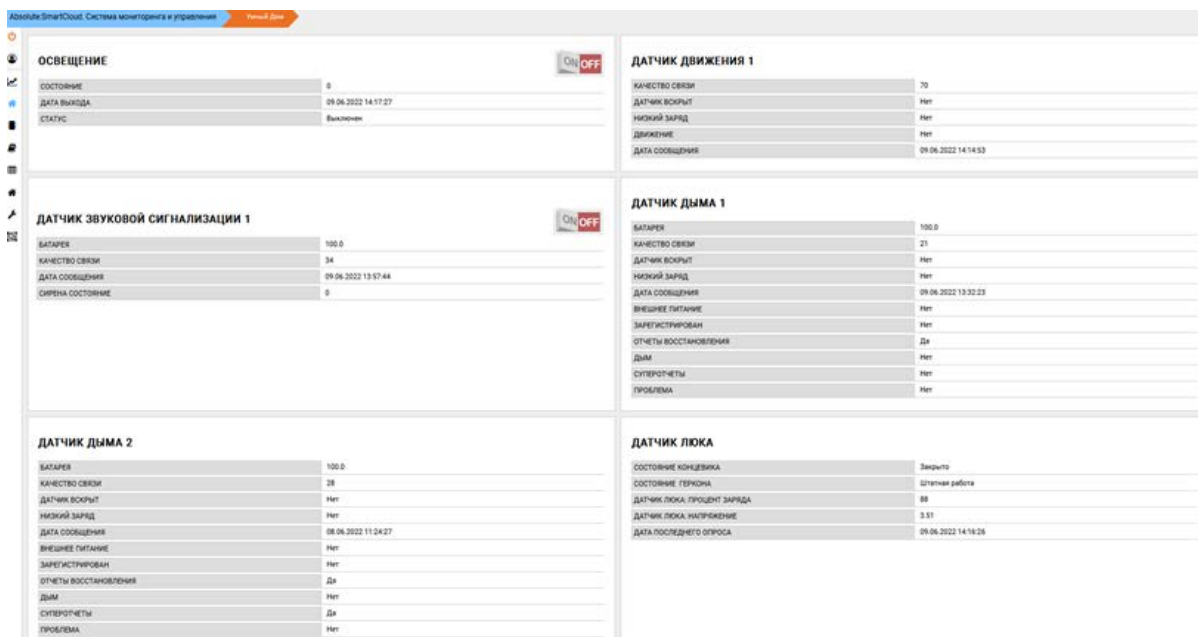 Absolute.SmartCloud. Система мониторинга и управления Умный Дом
ОСВЕЩЕНИЕ ON OFF
СОСТОЯНИЕ 0
ДАТА ВЫХОДА 09.06.2022 14:17:27
СТАТУС Выключен
ДАТЧИК ДВИЖЕНИЯ 1
КАЧЕСТВО СВЯЗИ 70
ДАТЧИК ВСКРЫТ Нет
НИЗКИЙ ЗАРЯД Нет
ДВИЖЕНИЕ Нет
ДАТА СООБЩЕНИЯ 09.06.2022 14:14:53
ДАТЧИК ЗВУКОВОЙ СИГНАЛИЗАЦИИ 1 ON OFF
БАТАРЕЯ 100.0
КАЧЕСТВО СВЯЗИ 34
ДАТА СООБЩЕНИЯ 09.06.2022 13:57:44
СИРЕНА СОСТОЯНИЕ 0
ДАТЧИК ДЫМА 1
БАТАРЕЯ 100.0
КАЧЕСТВО СВЯЗИ 21
ДАТЧИК ВСКРЫТ Нет
НИЗКИЙ ЗАРЯД Нет
ДАТА СООБЩЕНИЯ 09.06.2022 13:32:23
ВНЕШНЕЕ ПИТАНИЕ Нет
ЗАРЕГИСТРИРОВАН Нет
ОТЧЕТЫ ВОССТАНОВЛЕНИЯ Да
ДЫМ Нет
СУПЕРОТЧЕТЫ Нет
ПРОБЛЕМА Нет
ДАТЧИК ДЫМА 2
БАТАРЕЯ 100.0
КАЧЕСТВО СВЯЗИ 28
ДАТЧИК ВСКРЫТ Нет
НИЗКИЙ ЗАРЯД Нет
ДАТА СООБЩЕНИЯ 08.06.2022 11:24:27
ВНЕШНЕЕ ПИТАНИЕ Нет
ЗАРЕГИСТРИРОВАН Нет
ОТЧЕТЫ ВОССТАНОВЛЕНИЯ Да
ДЫМ Нет
СУПЕРОТЧЕТЫ Да
ПРОБЛЕМА Нет
ДАТЧИК ЛЮКА
СОСТОЯНИЕ КОНЦЕВИКА Закрыто
СОСТОЯНИЕ ГЕРКОНА Штатная работа
ДАТЧИК ЛЮКА: ПРОЦЕНТ ЗАРЯДА 88
ДАТЧИК ЛЮКА: НАПРЯЖЕНИЕ 3.51
ДАТА ПОСЛЕДНЕГО ОПРОСА 09.06.2022 14:16:26